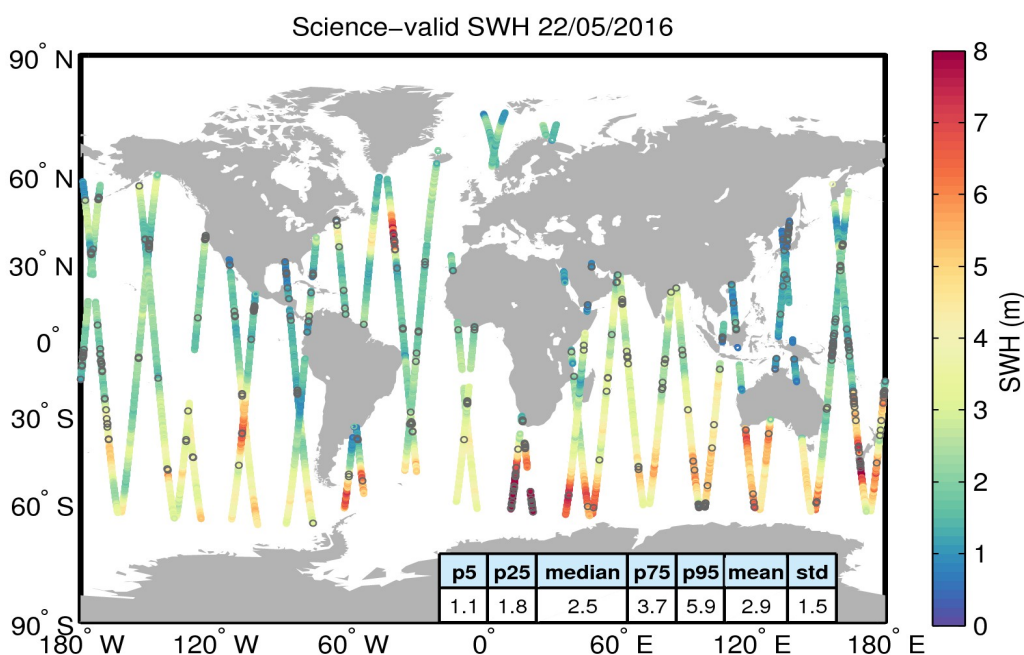 Science−valid SWH 22/05/2016
90° N
60° N
30° N
0°
30° S
60° S
90° S
180° W
120° W
60° W
0°
60° E
120° E
180° E
p5 p25 median p75 p95 mean std
1.1 1.8 2.5 3.7 5.9 2.9 1.5
8
7
6
5
4
3
2
1
0
SWH (m)